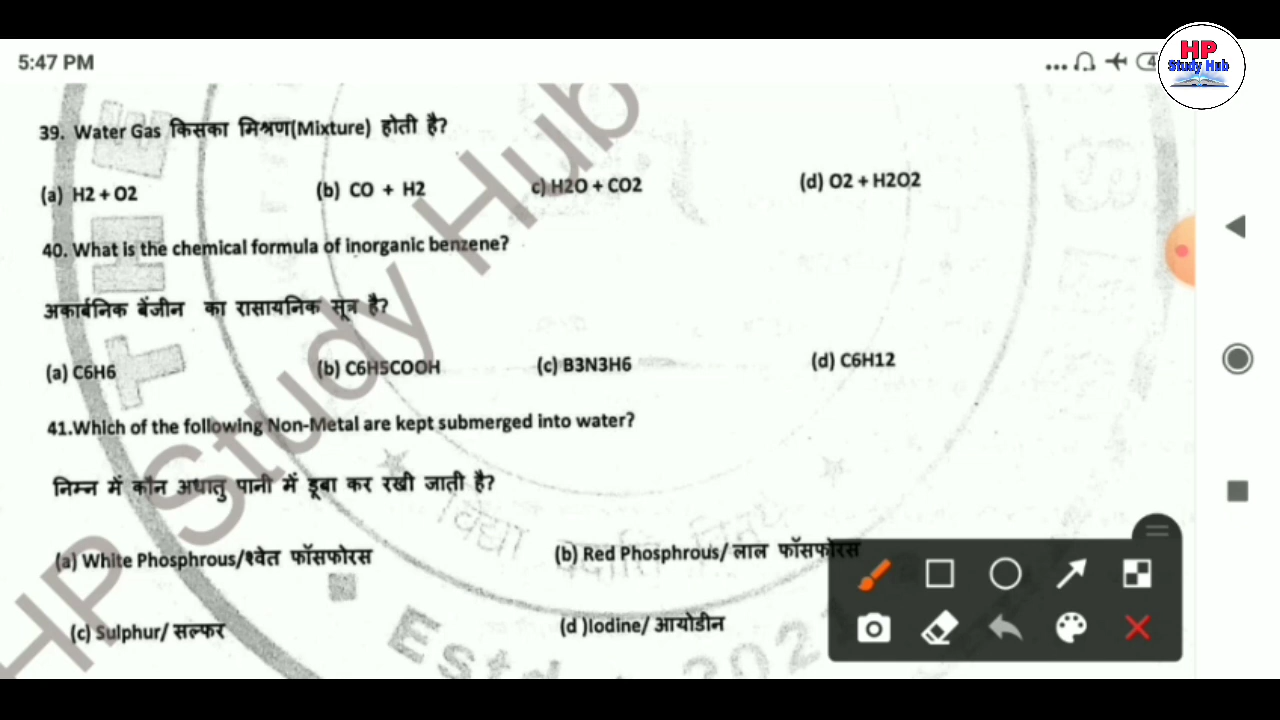 5:47 PM
HP
Study Hub
39. Water Gas किसका मिश्रण(Mixture) होती है?
(a) H2 + O2 (b) CO + H2 c) H2O + CO2 (d) O2 + H2O2
40. What is the chemical formula of inorganic benzene?
अकार्बनिक बेंजीन का रासायनिक सूत्र है?
(a) C6H6 (b) C6H5COOH (c) B3N3H6 (d) C6H12
41.Which of the following Non-Metal are kept submerged into water?
निम्न में कौन अधातु पानी में डूबा कर रखी जाती है?
(a) White Phosphrous/श्वेत फॉसफोरस (b) Red Phosphrous/ लाल फॉसफोरस
(c) Sulphur/ सल्फर (d )Iodine/ आयोडीन
HP Study Hub
THE
Estd. 202